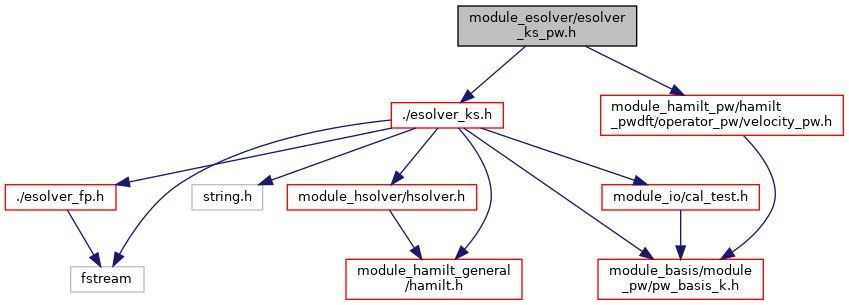 module_esolver/esolver
_ks_pw.h
./esolver_ks.h
module_hamilt_pw/hamilt
_pwdft/operator_pw/velocity_pw.h
./esolver_fp.h
string.h
module_hsolver/hsolver.h
module_io/cal_test.h
fstream
module_hamilt_general
/hamilt.h
module_basis/module
_pw/pw_basis_k.h